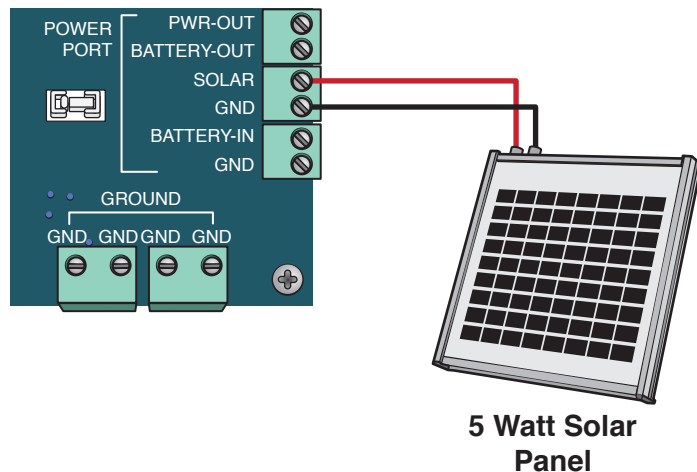 POWER
PORT
PWR-OUT
BATTERY-OUT
SOLAR
GND
BATTERY-IN
GND
GROUND
GND GND GND GND
5 Watt Solar
Panel